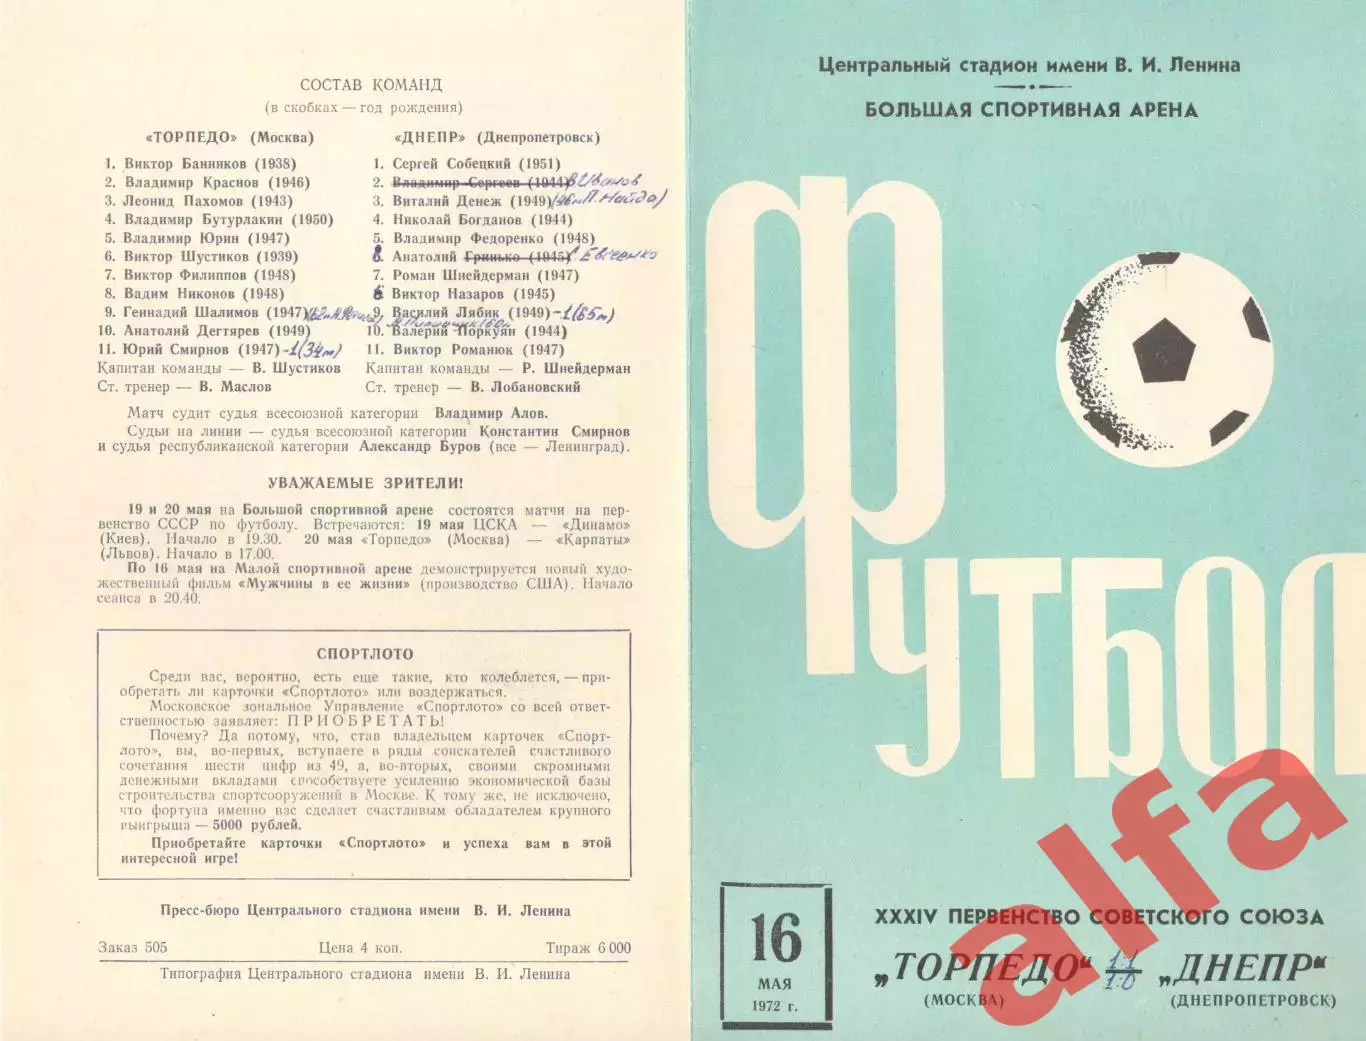 СОСТАВ КОМАНД
(в скобках — год рождения)
«ТОРПЕДО» (Москва)
1. Виктор Банников (1938)
2. Владимир Краснов (1946)
3. Леонид Пахомов (1943)
4. Владимир Бутурлакин (1950)
5. Владимир Юрин (1947)
6. Виктор Шустиков (1939)
7. Виктор Филиппов (1948)
8. Вадим Никонов (1948)
9. Геннадий Шалимов (1947)
10. Анатолий Дегтярев (1949)
11. Юрий Смирнов (1947) -1(34м)
Капитан команды — В. Шустиков
Ст. тренер — В. Маслов
«ДНЕПР» (Днепропетровск)
1. Сергей Собецкий (1951)
2. Владимир Сергеев (1944) В Иванов
3. Виталий Денеж (1949) (46м П. Найда)
4. Николай Богданов (1944)
5. Владимир Федоренко (1948)
8. Анатолий Гринько (1945) С. Евсеенко
7. Роман Шнейдерман (1947)
6 Виктор Назаров (1945)
9. Василий Лябик (1949) -1(65м)
10. Валерий Поркуян (1944)
11. Виктор Романюк (1947)
Капитан команды — Р. Шнейдерман
Ст. тренер — В. Лобановский
Матч судит судья всесоюзной категории Владимир Алов.
Судьи на линии — судья всесоюзной категории Константин Смирнов
и судья республиканской категории Александр Буров (все — Ленинград).
УВАЖАЕМЫЕ ЗРИТЕЛИ!
19 и 20 мая на Большой спортивной арене состоятся матчи на пер-
венство СССР по футболу. Встречаются: 19 мая ЦСКА — «Динамо»
(Киев). Начало в 19.30. 20 мая «Торпедо» (Москва) — «Карпаты»
(Львов). Начало в 17.00.
По 16 мая на Малой спортивной арене демонстрируется новый худо-
жественный фильм «Мужчины в ее жизни» (производство США). Начало
сеанса в 20.40.
СПОРТЛОТО
Среди вас, вероятно, есть еще такие, кто колеблется, — при-
обретать ли карточки «Спортлото» или воздержаться.
Московское зональное Управление «Спортлото» со всей ответ-
ственностью заявляет: ПРИОБРЕТАТЬ!
Почему? Да потому, что, став владельцем карточек «Спорт-
лото», вы, во-первых, вступаете в ряды соискателей счастливого
сочетания шести цифр из 49, а, во-вторых, своими скромными
денежными вкладами способствуете усилению экономической базы
строительства спортсооружений в Москве. К тому же, не исключено,
что фортуна именно вас сделает счастливым обладателем крупного
выигрыша — 5000 рублей.
Приобретайте карточки «Спортлото» и успеха вам в этой
интересной игре!
Пресс-бюро Центрального стадиона имени В. И. Ленина
Заказ 505 Цена 4 коп. Тираж 6 000
Типография Центрального стадиона имени В. И. Ленина
Центральный стадион имени В. И. Ленина
БОЛЬШАЯ СПОРТИВНАЯ АРЕНА
ФУТБОЛ
16
МАЯ
1972 г.
XXXIV ПЕРВЕНСТВО СОВЕТСКОГО СОЮЗА
„ТОРПЕДО“ 1:1 „ДНЕПР“
1:0
(МОСКВА) (ДНЕПРОПЕТРОВСК)
alfa